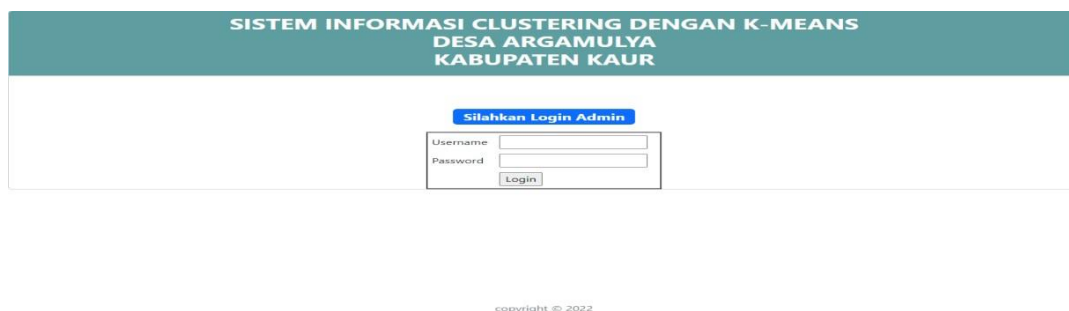 SISTEM INFORMASI CLUSTERING DENGAN K-MEANS
DESA ARGAMULYA
KABUPATEN KAUR
Silahkan Login Admin
Username
Password
Login
copyright © 2022